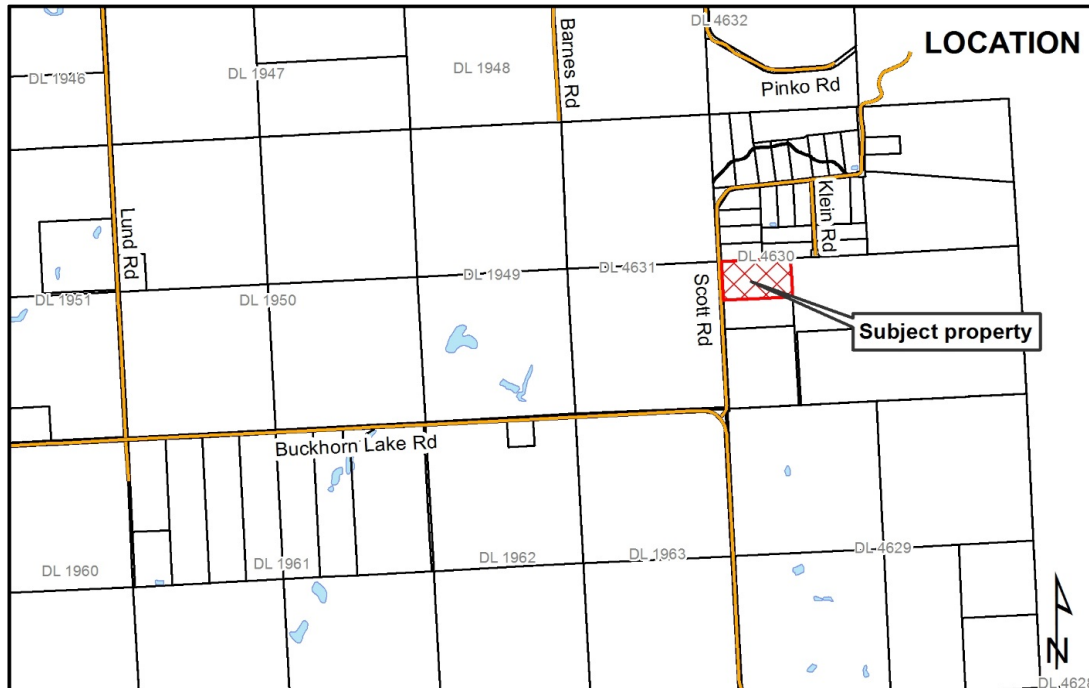 DL 4632
LOCATION
DL 1946
DL 1947
DL 1948
Barnes Rd
Pinko Rd
Klein Rd
Lund Rd
DL 4630
DL 4631
DL 1949
Scott Rd
DL 1951
DL 1950
Subject property
Buckhorn Lake Rd
DL 1960
DL 1961
DL 1962
DL 1963
DL 4629
N